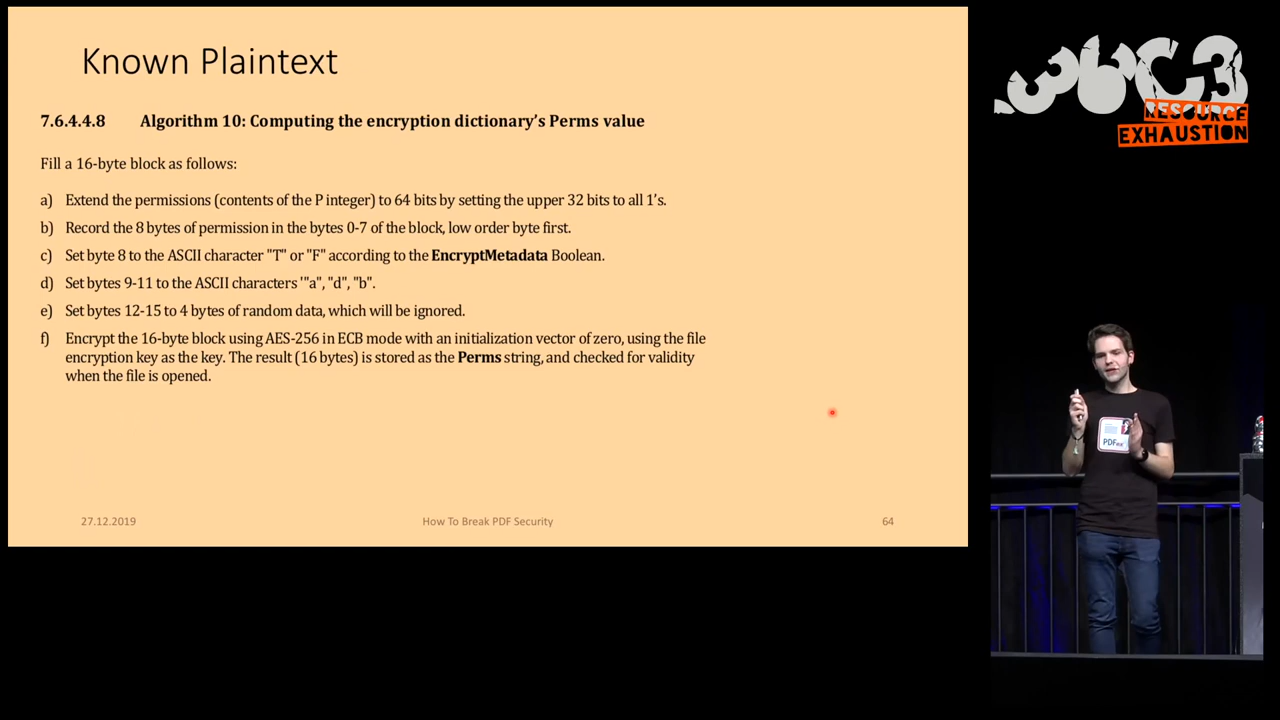 Known Plaintext
7.6.4.4.8 Algorithm 10: Computing the encryption dictionary's Perms value
Fill a 16-byte block as follows:
a) Extend the permissions (contents of the P integer) to 64 bits by setting the upper 32 bits to all 1's.
b) Record the 8 bytes of permission in the bytes 0-7 of the block, low order byte first.
c) Set byte 8 to the ASCII character "T" or "F" according to the EncryptMetadata Boolean.
d) Set bytes 9-11 to the ASCII characters '"a", "d", "b".
e) Set bytes 12-15 to 4 bytes of random data, which will be ignored.
f) Encrypt the 16-byte block using AES-256 in ECB mode with an initialization vector of zero, using the file
encryption key as the key. The result (16 bytes) is stored as the Perms string, and checked for validity
when the file is opened.
27.12.2019 How To Break PDF Security 64
36C3
RESOURCE
EXHAUSTION
PDF